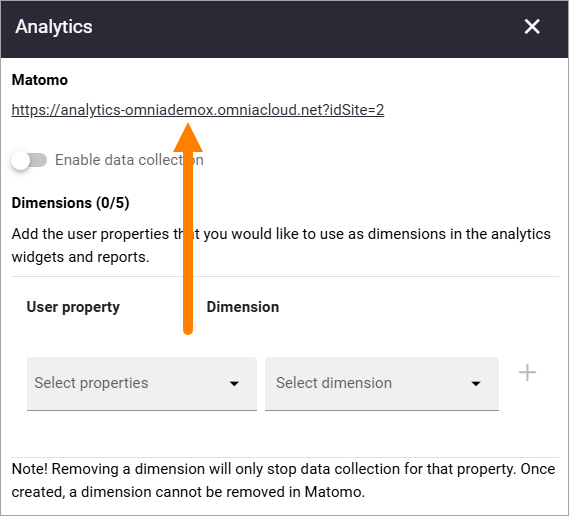 Analytics
Matomo
https://analytics-omniademox.omniacloud.net?idSite=2
Enable data collection
Dimensions (0/5)
Add the user properties that you would like to use as dimensions in the analytics
widgets and reports.
User property Dimension
Select properties Select dimension
Note! Removing a dimension will only stop data collection for that property. Once
created, a dimension cannot be removed in Matomo.